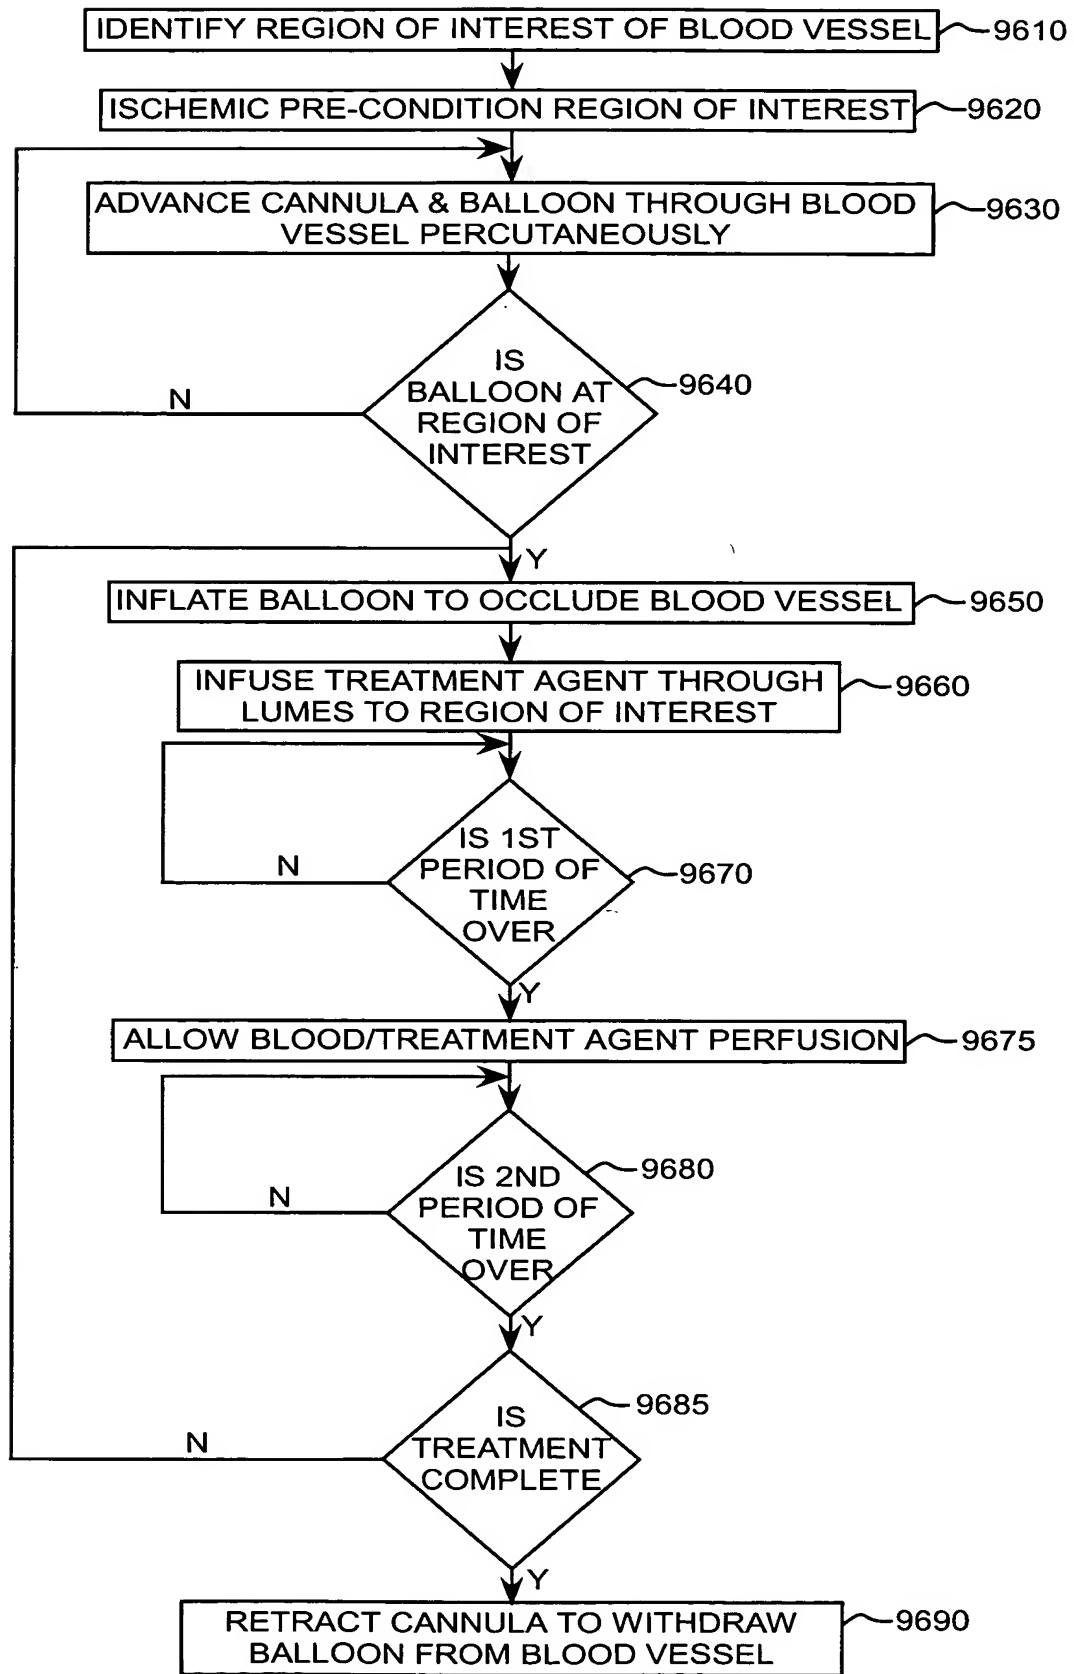 IDENTIFY REGION OF INTEREST OF BLOOD VESSEL 9610
ISCHEMIC PRE-CONDITION REGION OF INTEREST 9620
ADVANCE CANNULA & BALLOON THROUGH BLOOD
VESSEL PERCUTANEOUSLY
9630
IS
BALLOON AT
REGION OF
INTEREST
9640
N
Y
INFLATE BALLOON TO OCCLUDE BLOOD VESSEL 9650
INFUSE TREATMENT AGENT THROUGH
LUMES TO REGION OF INTEREST
9660
IS 1ST
PERIOD OF
TIME
OVER
9670
N
Y
ALLOW BLOOD/TREATMENT AGENT PERFUSION 9675
IS 2ND
PERIOD OF
TIME
OVER
9680
N
Y
IS
TREATMENT
COMPLETE
9685
N
Y
RETRACT CANNULA TO WITHDRAW
BALLOON FROM BLOOD VESSEL
9690